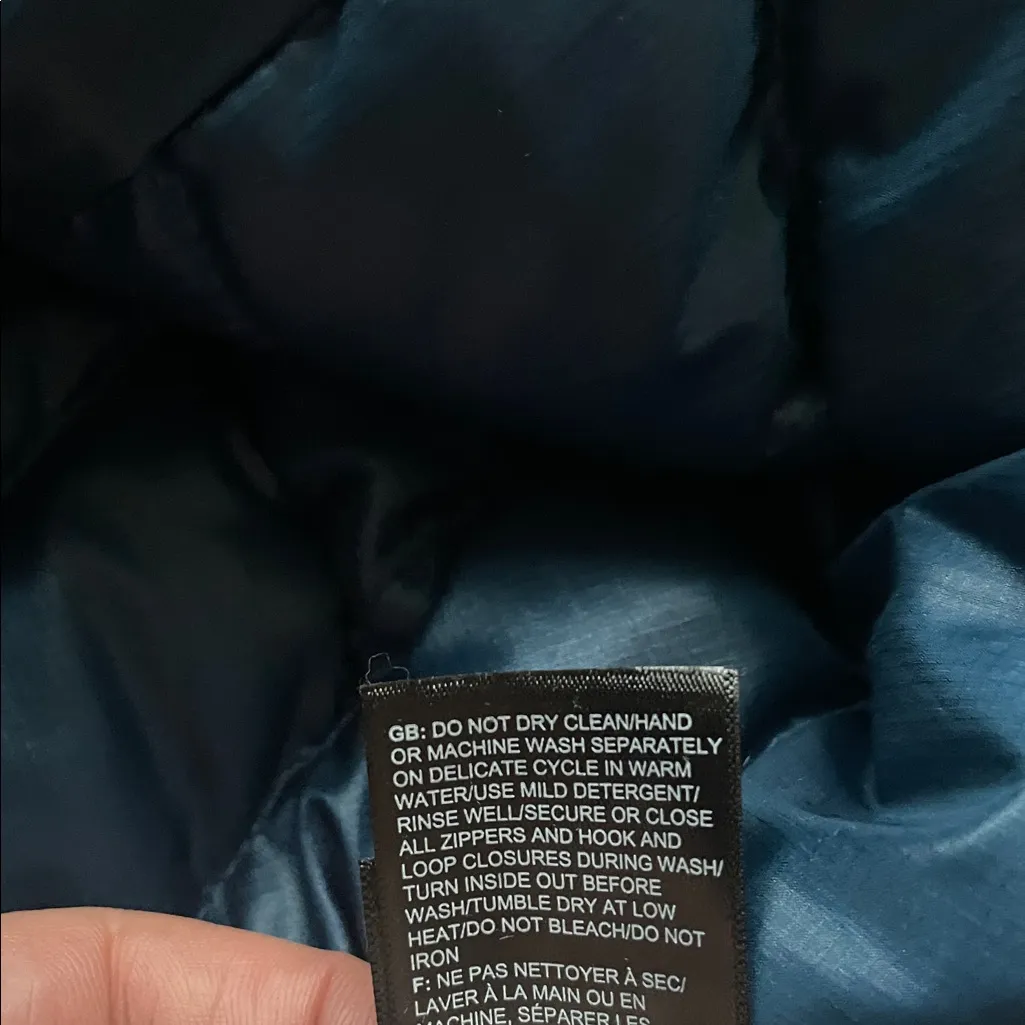 GB: DO NOT DRY CLEAN/HAND
OR MACHINE WASH SEPARATELY
ON DELICATE CYCLE IN WARM
WATER/USE MILD DETERGENT/
RINSE WELL/SECURE OR CLOSE
ALL ZIPPERS AND HOOK AND
LOOP CLOSURES DURING WASH/
TURN INSIDE OUT BEFORE
WASH/TUMBLE DRY AT LOW
HEAT/DO NOT BLEACH/DO NOT
IRON
F: NE PAS NETTOYER À SEC/
LAVER À LA MAIN OU EN
MACHINE, SÉPARER LES